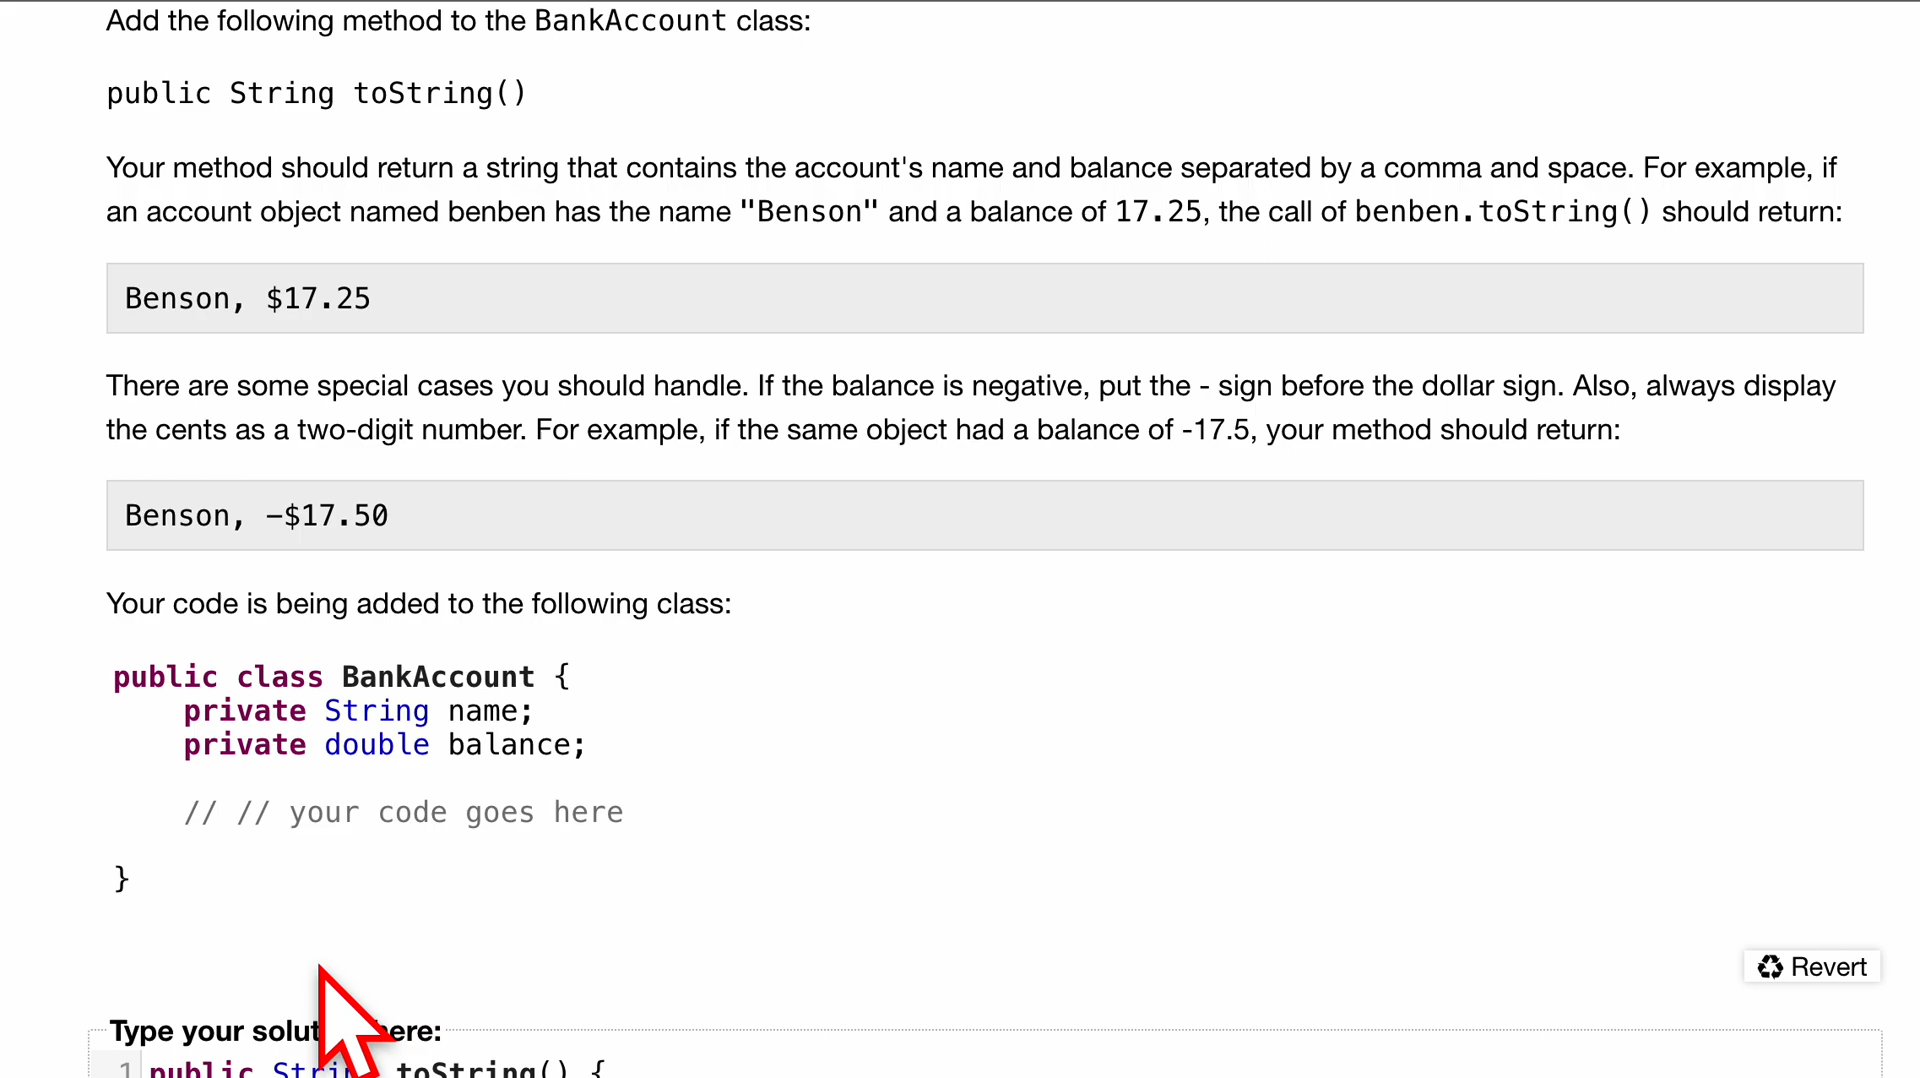 Add the following method to the BankAccount class:
public String toString()
Your method should return a string that contains the account's name and balance separated by a comma and space. For example, if
an account object named benben has the name "Benson" and a balance of 17.25, the call of benben.toString() should return:
Benson, $17.25
There are some special cases you should handle. If the balance is negative, put the - sign before the dollar sign. Also, always display
the cents as a two-digit number. For example, if the same object had a balance of -17.5, your method should return:
Benson, -$17.50
Your code is being added to the following class:
public class BankAccount {
private String name;
private double balance;
// // your code goes here
}
Revert
Type your solut here:
1 public String toString() {